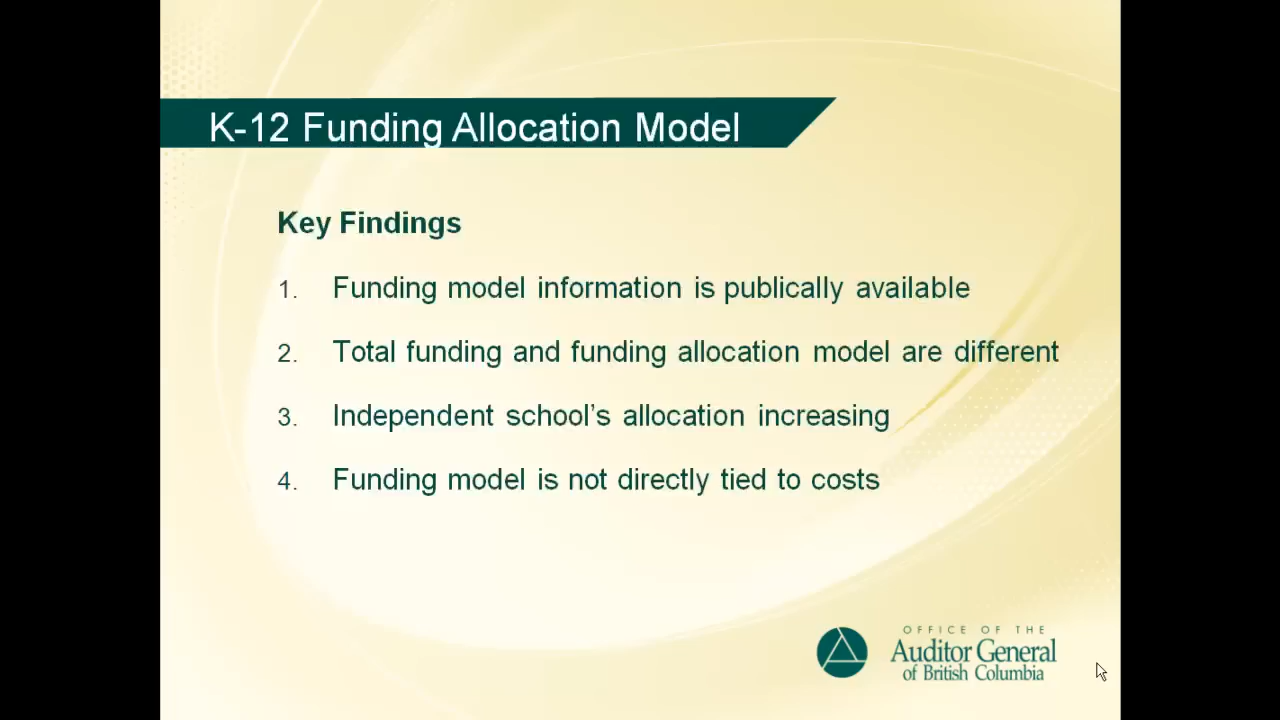 K-12 Funding Allocation Model
Key Findings
1. Funding model information is publically available
2. Total funding and funding allocation model are different
3. Independent school’s allocation increasing
4. Funding model is not directly tied to costs
OFFICE OF THE
Auditor General
of British Columbia